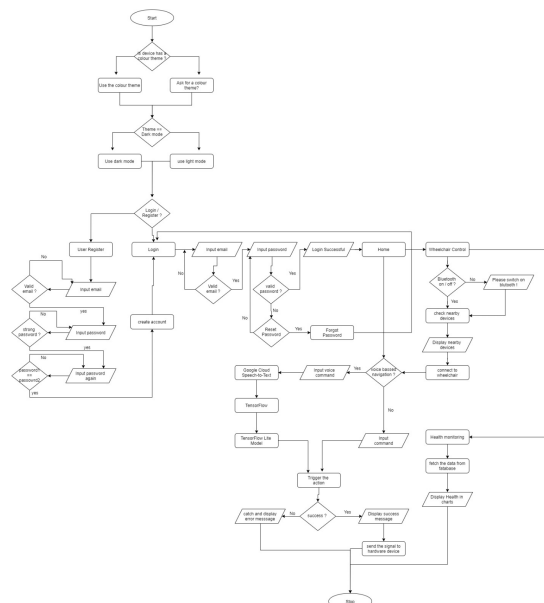 Start
Is device has a
colour theme ?
Use the colour theme
Ask for a colour
theme?
Theme ==
Dark mode
Use dark mode
use light mode
Login /
Register ?
User Register
Login
Input email
Input password
Login Successful
Home
Wheelchair Control
No
Valid
email ?
Input email
yes
No
Valid
email ?
Yes
valid
password ?
Yes
Bluetooth
on / off ?
No
Please switch on
Yes
No
strong
password ?
Input password
yes
create account
No
Reset
Password
No
Yes
Forgot
Password
check nearby
devices
Display nearby
devices
No
password1
==
password2
Input password
again
yes
Google Cloud
Speech-to-Text
Input voice
command
Yes
Voice bassed
navigation ?
connect to
wheelchair
TensorFlow
No
TensorFlow Lite
Model
Input
command
Health monitoring
Trigger the
action
fetch the data from
fatabase
Display Health in
charts
catch and display
error messsage
No
success ?
Yes
Display success
message
send the signal to
hardware device
Stop